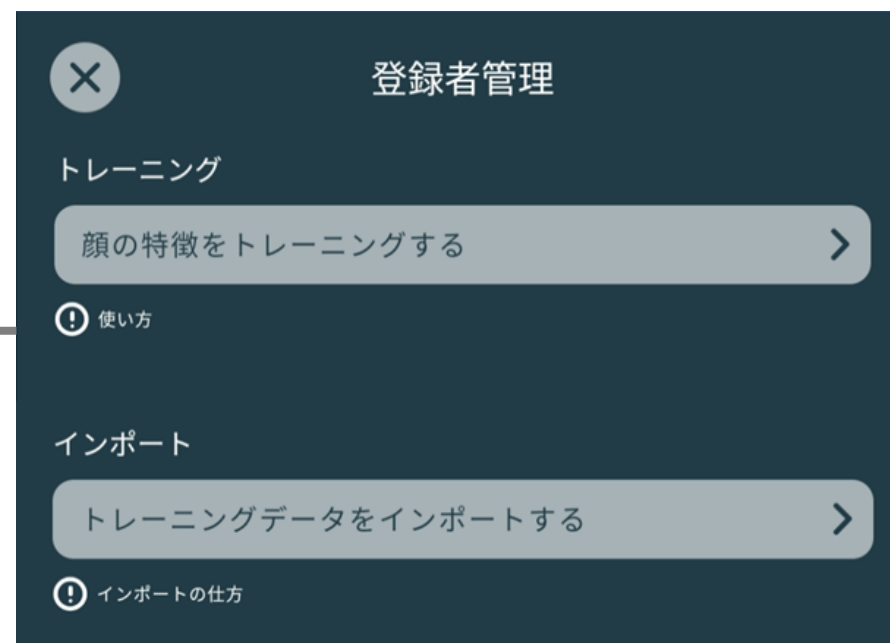 登録者管理
トレーニング
顔の特徴をトレーニングする
使い方
インポート
トレーニングデータをインポートする
インポートの仕方